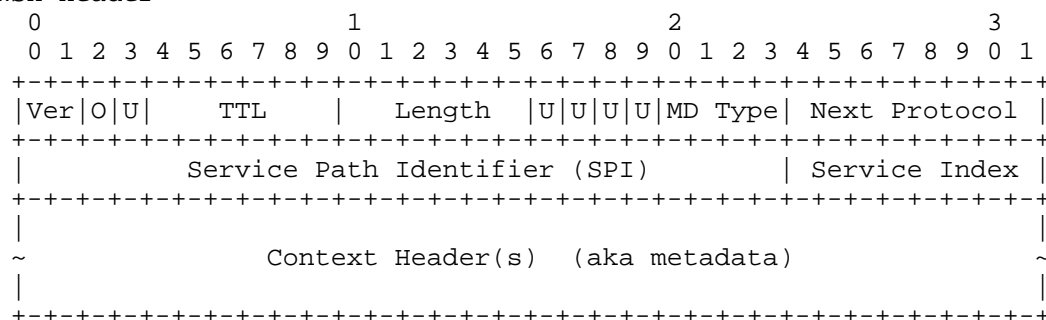 0                   1                   2                   3
 0 1 2 3 4 5 6 7 8 9 0 1 2 3 4 5 6 7 8 9 0 1 2 3 4 5 6 7 8 9 0 1
+-+-+-+-+-+-+-+-+-+-+-+-+-+-+-+-+-+-+-+-+-+-+-+-+-+-+-+-+-+-+-+-+
|Ver|O|U|    TTL    |   Length  |U|U|U|U|MD Type| Next Protocol |
+-+-+-+-+-+-+-+-+-+-+-+-+-+-+-+-+-+-+-+-+-+-+-+-+-+-+-+-+-+-+-+-+
|          Service Path Identifier (SPI)        | Service Index |
+-+-+-+-+-+-+-+-+-+-+-+-+-+-+-+-+-+-+-+-+-+-+-+-+-+-+-+-+-+-+-+-+
|                                                               |
~               Context Header(s)  (aka metadata)               ~
|                                                               |
+-+-+-+-+-+-+-+-+-+-+-+-+-+-+-+-+-+-+-+-+-+-+-+-+-+-+-+-+-+-+-+-+